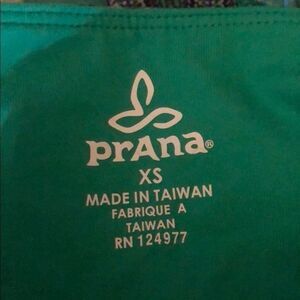 prAna®
XS
MADE IN TAIWAN
FABRIQUE A
TAIWAN
RN 124977